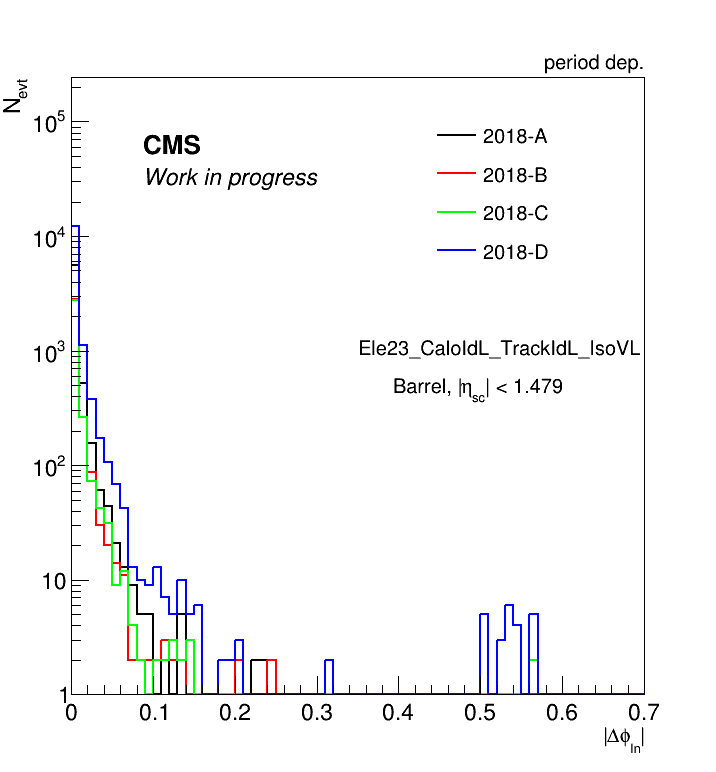 period dep.
N_evt
CMS
Work in progress
2018-A
2018-B
2018-C
2018-D
Ele23_CaloIdL_TrackIdL_IsoVL
Barrel, |η_sc| < 1.479
10^5
10^4
10^3
10^2
10
1
0 0.1 0.2 0.3 0.4 0.5 0.6 0.7
|Δϕ_In|